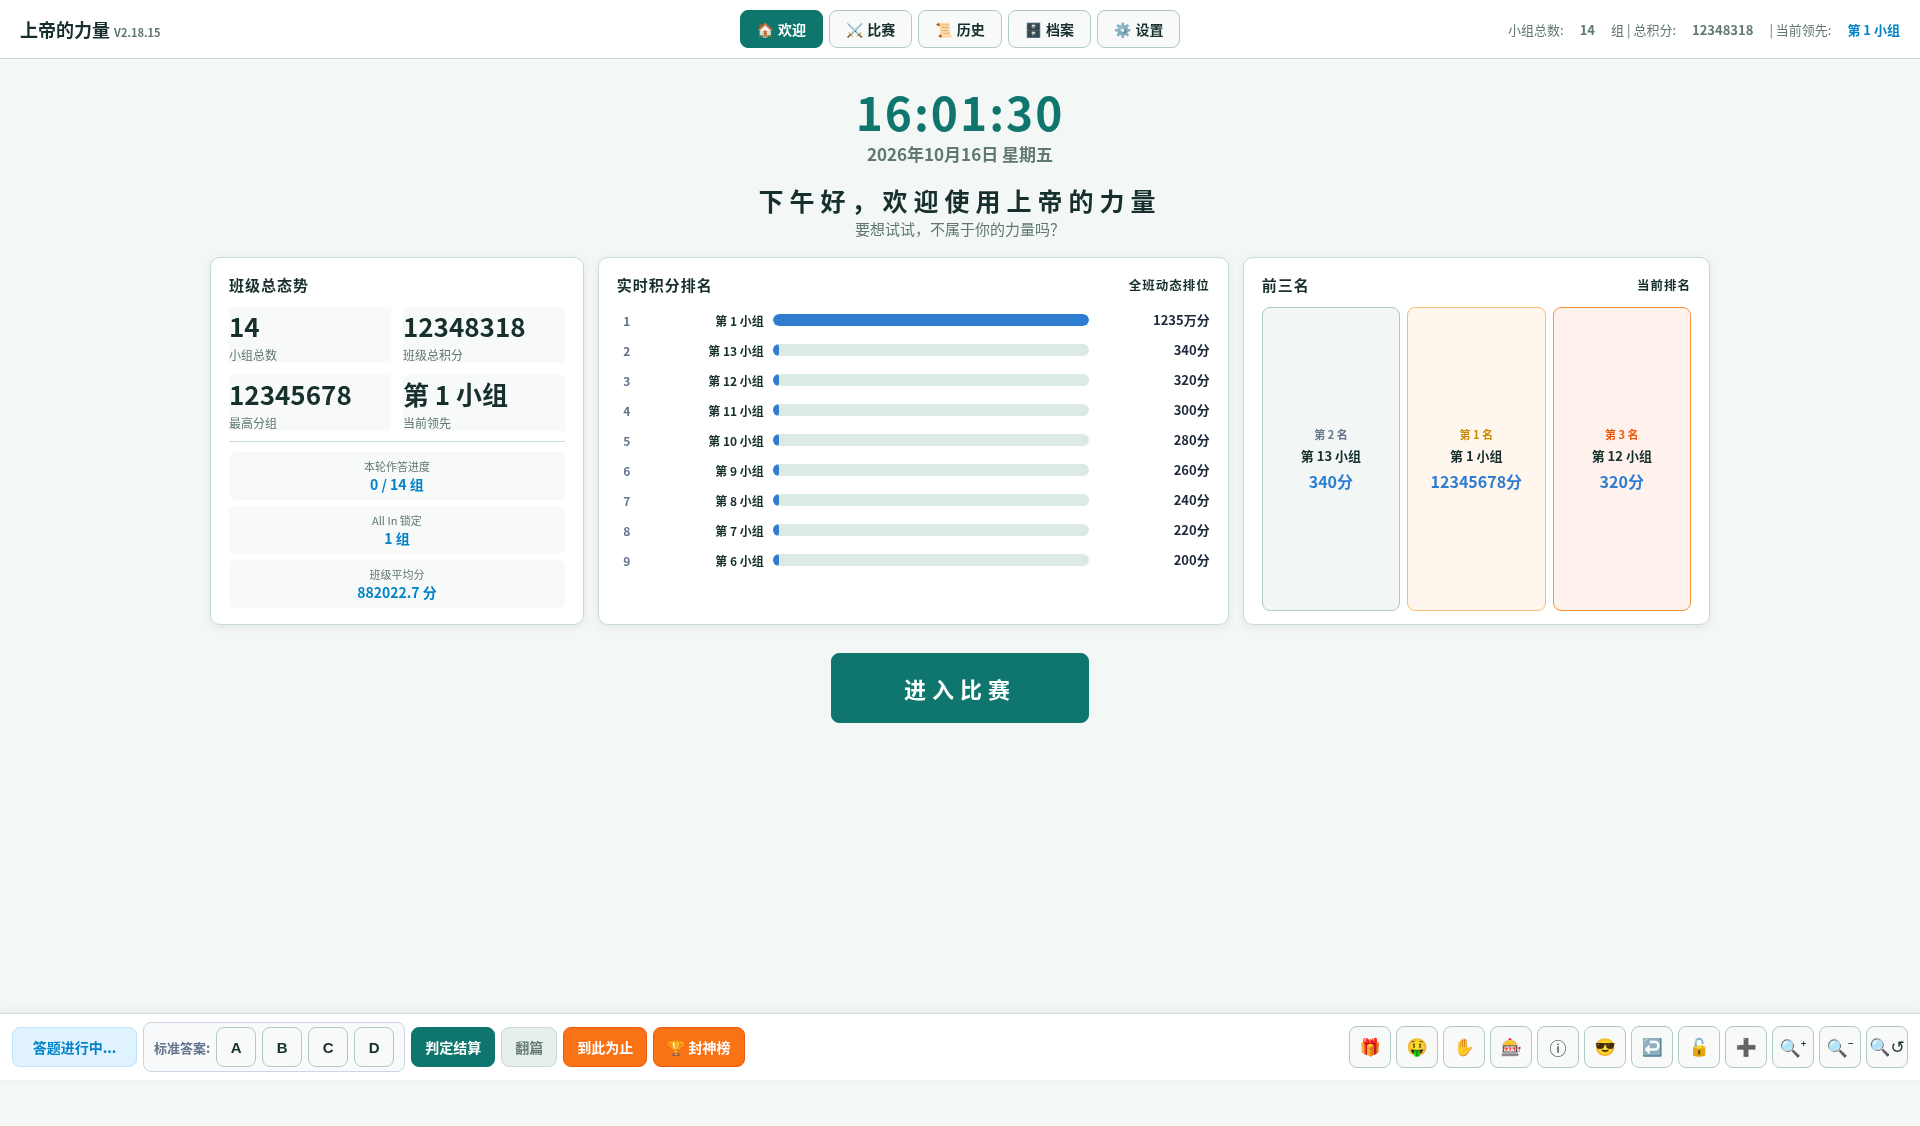 上帝的力量 V2.18.15
🏠 欢迎
⚔️ 比赛
📜 历史
🗄️ 档案
⚙️ 设置
小组总数: 14 组 | 总积分: 12348318 | 当前领先: 第 1 小组
16:01:30
2026年10月16日 星期五
下午好，欢迎使用上帝的力量
要想试试，不属于你的力量吗？
班级总态势
14
小组总数
12348318
班级总积分
12345678
最高分组
第 1 小组
当前领先
本轮作答进度
0 / 14 组
All In 锁定
1 组
班级平均分
882022.7 分
实时积分排名
全班动态排位
1 第 1 小组 1235万分
2 第 13 小组 340分
3 第 12 小组 320分
4 第 11 小组 300分
5 第 10 小组 280分
6 第 9 小组 260分
7 第 8 小组 240分
8 第 7 小组 220分
9 第 6 小组 200分
前三名
当前排名
第 2 名
第 13 小组
340分
第 1 名
第 1 小组
12345678分
第 3 名
第 12 小组
320分
进入比赛
答题进行中...
标准答案:
A
B
C
D
判定结算
翻篇
到此为止
🏆 封神榜